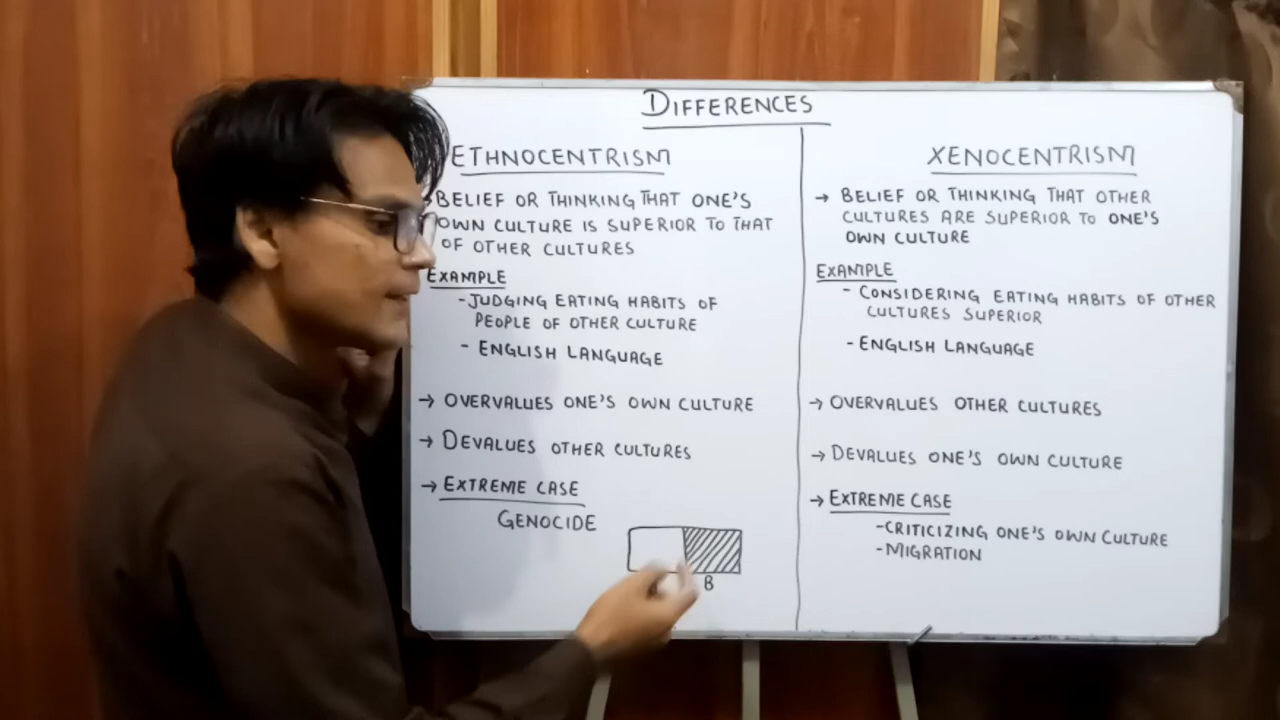 DIFFERENCES
ETHNOCENTRISM
BELIEF OR THINKING THAT ONE'S
OWN CULTURE IS SUPERIOR TO THAT
OF OTHER CULTURES
EXAMPLE
-JUDGING EATING HABITS OF
PEOPLE OF OTHER CULTURE
- ENGLISH LANGUAGE
→ OVERVALUES ONE'S OWN CULTURE
→ DEVALUES OTHER CULTURES
→ EXTREME CASE
GENOCIDE
B
XENOCENTRISM
→ BELIEF OR THINKING THAT OTHER
CULTURES ARE SUPERIOR TO ONE'S
OWN CULTURE
EXAMPLE
- CONSIDERING EATING HABITS OF OTHER
CULTURES SUPERIOR
- ENGLISH LANGUAGE
→ OVERVALUES OTHER CULTURES
→ DEVALUES ONE'S OWN CULTURE
→ EXTREME CASE
-CRITICIZING ONE'S OWN CULTURE
-MIGRATION